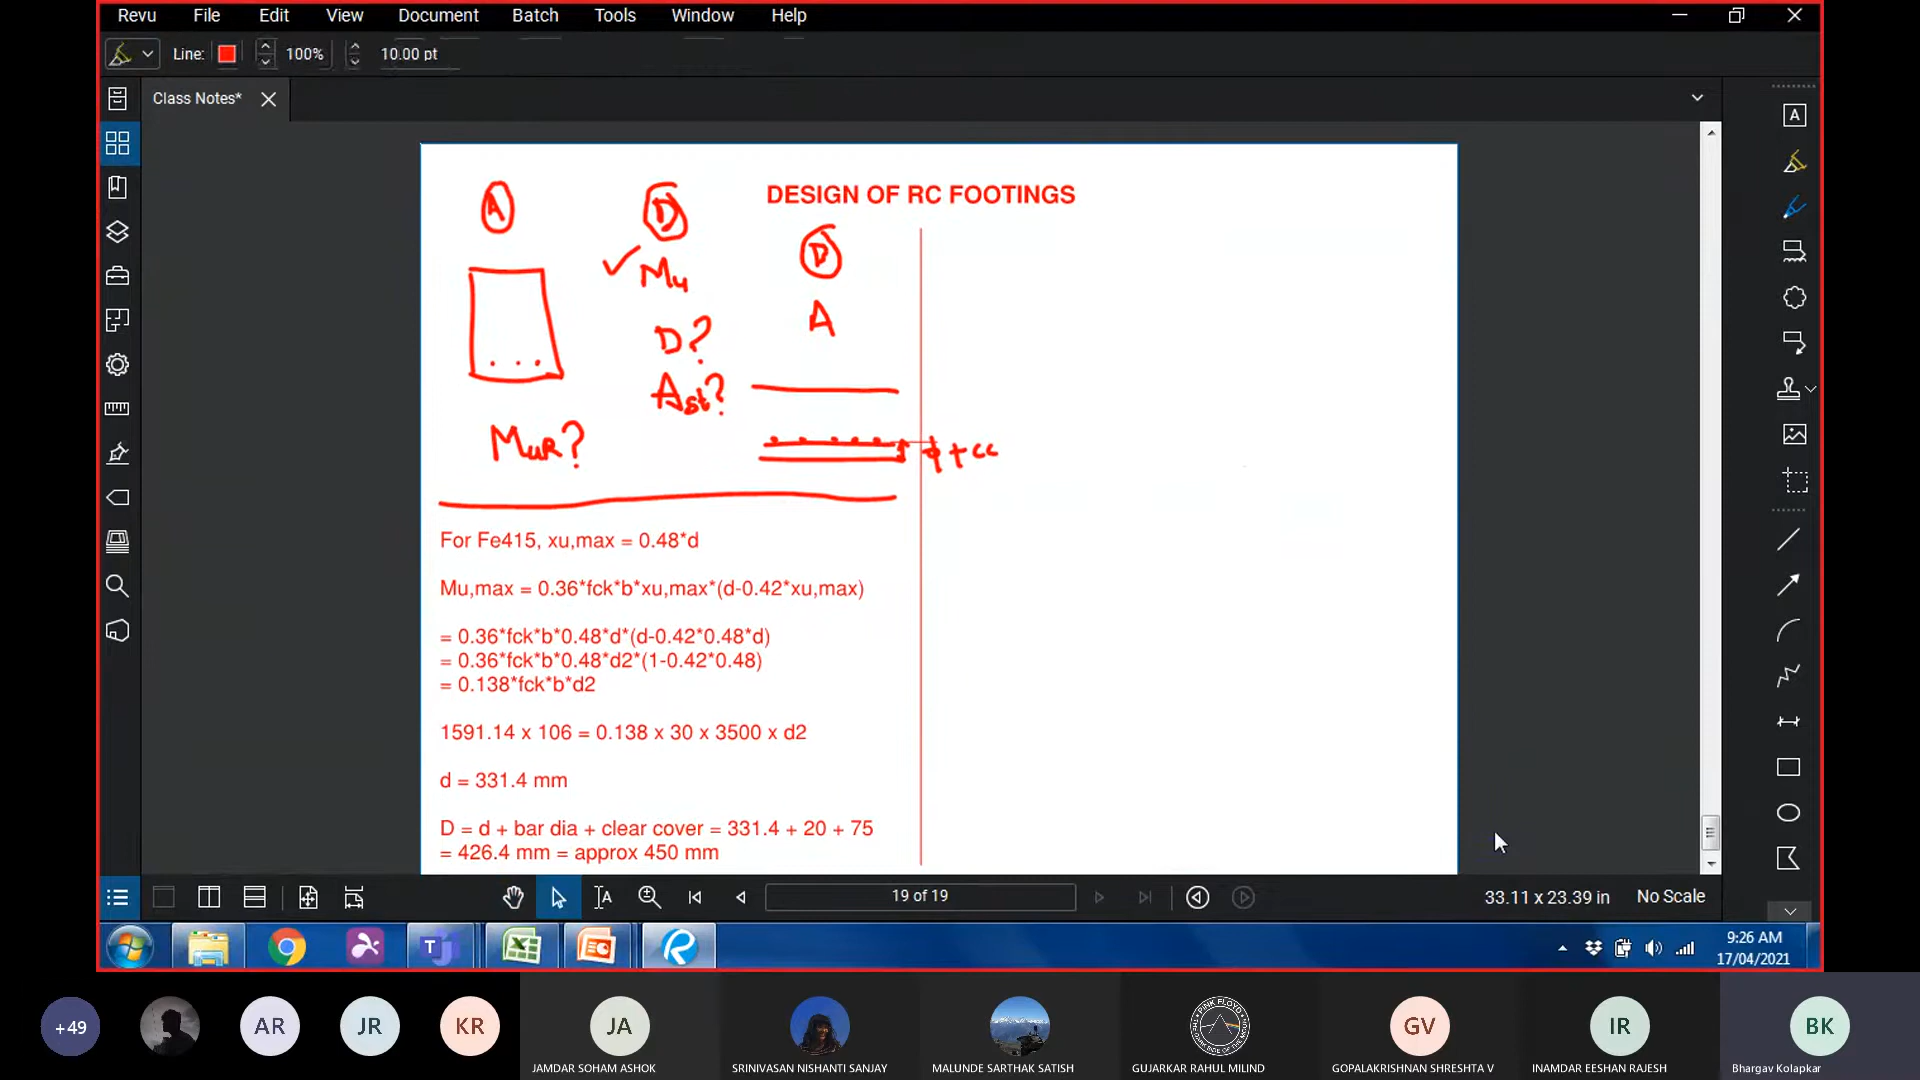 Revu File Edit View Document Batch Tools Window Help
Line: 100% 10.00 pt
Class Notes*
A
DESIGN OF RC FOOTINGS
A D
D
Mu
A
D?
Ast?
MuR?
ϕ + cc
For Fe415, xu,max = 0.48*d
Mu,max = 0.36*fck*b*xu,max*(d-0.42*xu,max)
= 0.36*fck*b*0.48*d*(d-0.42*0.48*d)
= 0.36*fck*b*0.48*d2*(1-0.42*0.48)
= 0.138*fck*b*d2
1591.14 x 106 = 0.138 x 30 x 3500 x d2
d = 331.4 mm
D = d + bar dia + clear cover = 331.4 + 20 + 75
= 426.4 mm = approx 450 mm
A
19 of 19
33.11 x 23.39 in No Scale
T
9:26 AM
17/04/2021
+49 AR JR KR JA GV IR BK
PINK FLOYD
JAMDAR SOHAM ASHOK SRINIVASAN NISHANTI SANJAY MALUNDE SARTHAK SATISH GUJARKAR RAHUL MILIND GOPALAKRISHNAN SHRESHTA V INAMDAR EESHAN RAJESH Bhargav Kolapkar